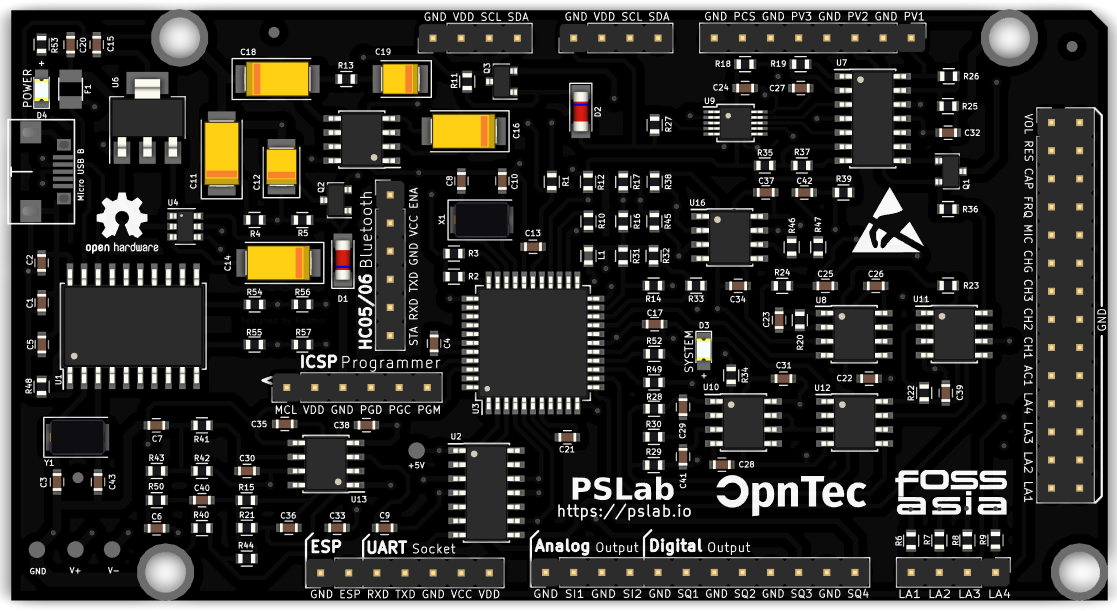 GND VDD SCL SDA
GND VDD SCL SDA
GND PCS GND PV3 GND PV2 GND PV1
R53
C20
C15
C18
C19
R13
R11
Q3
R18
R19
U7
R26
POWER
+
D4
F1
U6
C24
C27
R25
U9
D2
R27
C16
C32
VOL RES CAP FRQ MIC CHG CH3 CH2 CH1 AC1 LA4 LA3 LA2 LA1
GND
Micro USB B
C11
C12
Q2
R35
R37
C37
C42
R39
Q1
C8
C10
R1
R12
R17
R38
U4
R4
R5
X1
R10
R16
R45
U16
R46
R47
R36
open hardware
HC05/06 Bluetooth
STA RXD TXD GND VCC ENA
C13
C2
C14
D1
R3
R2
L1
R31
R32
R14
R33
C34
R24
C25
C26
R23
C1
R54
R56
C17
C23
R20
U8
U11
C5
R55
R57
C4
R52
D3
SYSTEM
+
R48
U1
ICSP Programmer
MCL VDD GND PGD PGC PGM
U3
R49
R34
C31
C22
U10
U12
R22
C39
Y1
C7
R41
C35
C38
U2
R28
C29
R30
C21
R43
R42
C30
+5V
R29
C41
C28
C3
C43
R50
C40
R15
U13
PSLab
https://pslab.io
OpnTec
FOSS
ASIA
C6
R40
R21
C36
C33
C9
R44
GND
V+
V-
ESP
UART Socket
Analog Output
Digital Output
R6
R7
R8
R9
GND ESP RXD TXD GND VCC VDD
GND SI1 GND SI2 GND SQ1 GND SQ2 GND SQ3 GND SQ4
LA1 LA2 LA3 LA4